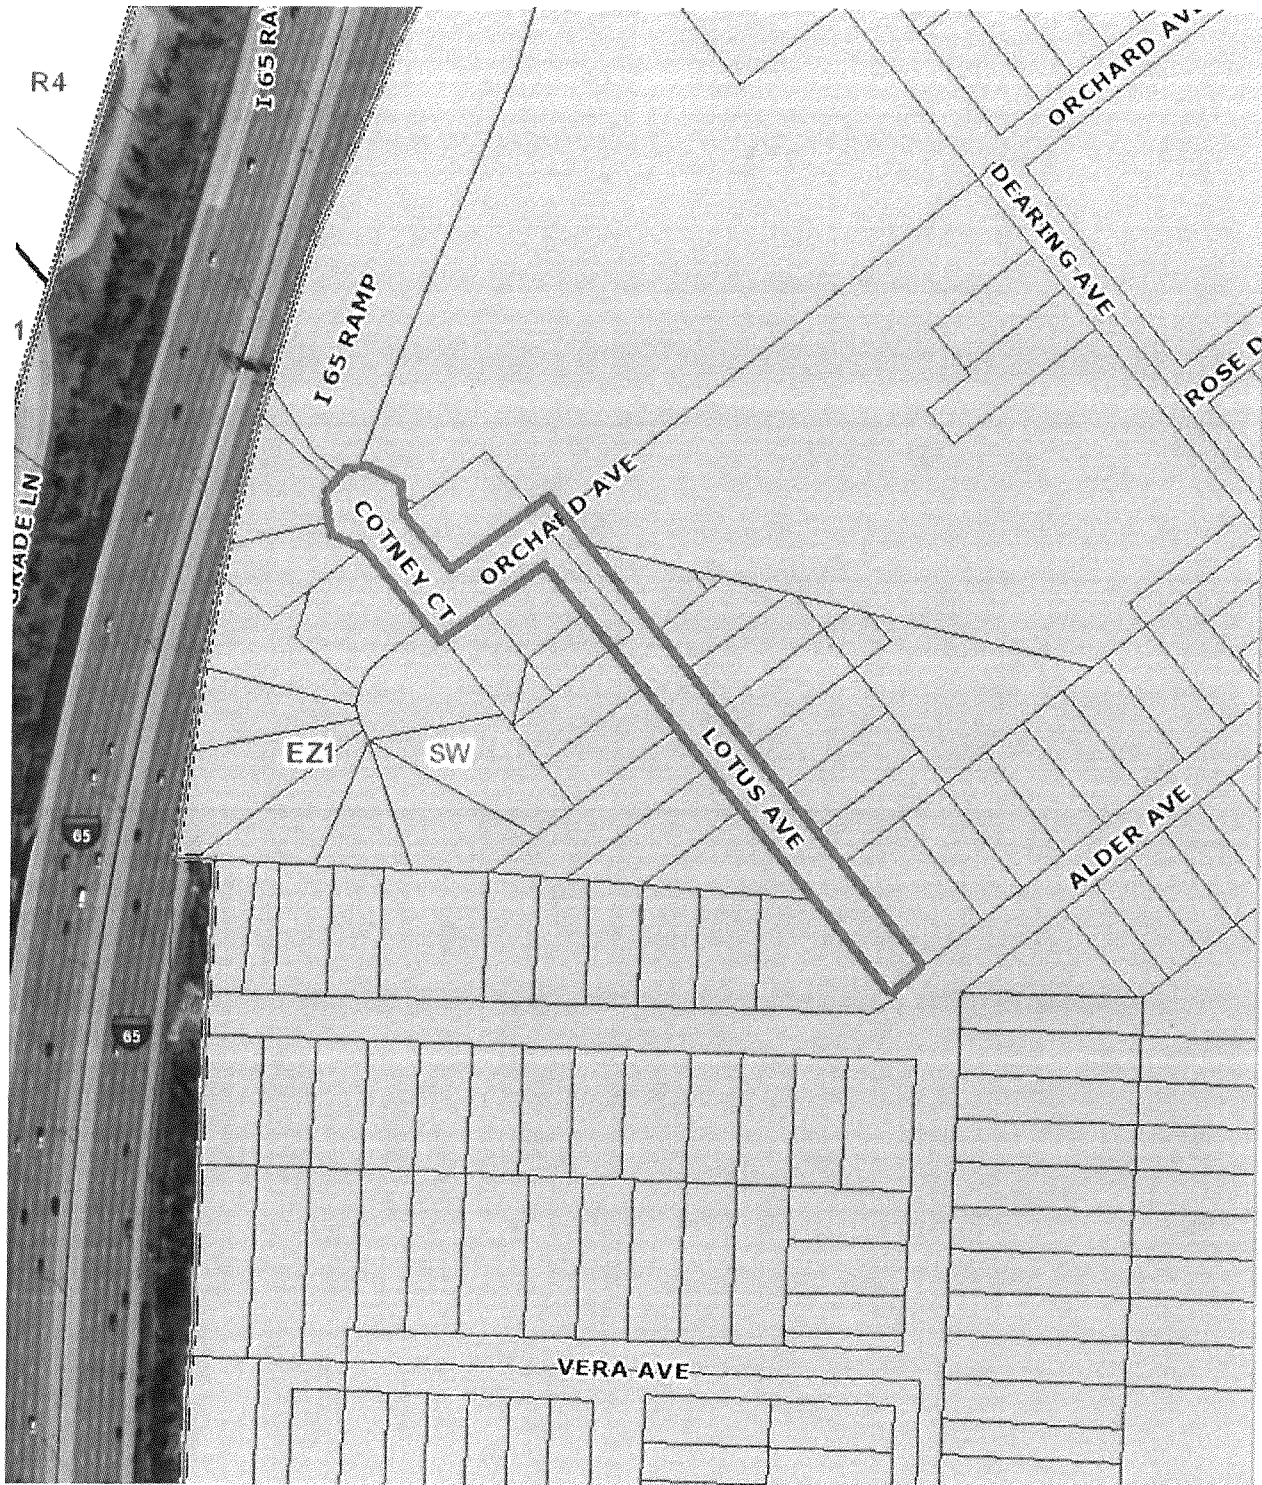 I 65 RA
ORCHARD AV
R4
DEARING AVE
I 65 RAMP
1
ROSE D
GRADE LN
ORCHARD AVE
COTNEY CT
EZ1
SW
LOTUS AVE
65
ALDER AVE
65
VERA AVE